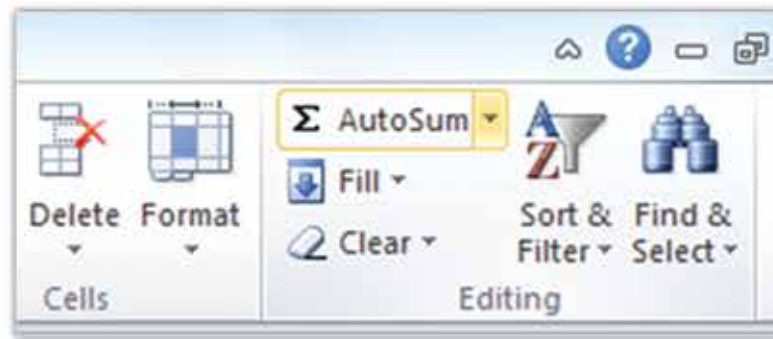 ?
Σ AutoSum
Fill
Clear
Delete
Format
A
Z
Sort &
Filter
Find &
Select
Cells
Editing